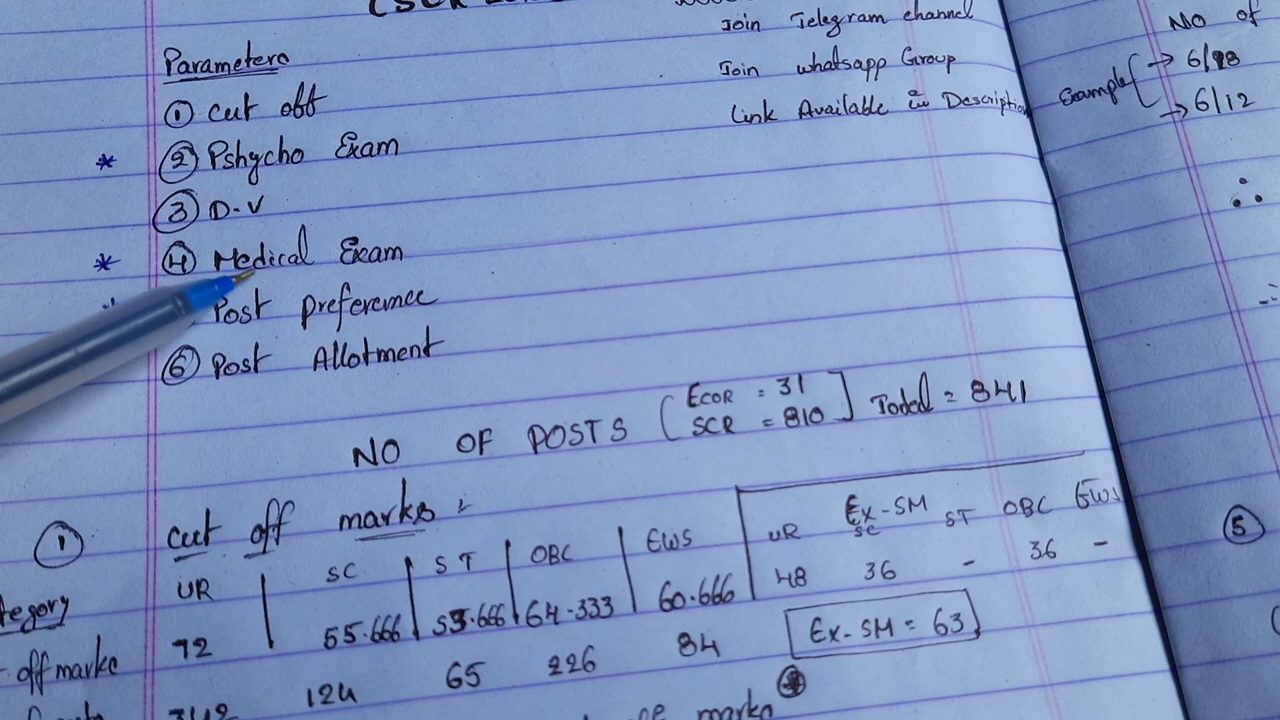 Join Telegram channel
Join whatsapp Group
Link Available in Description
Parameters
① Cut off
* ② Pshycho Exam
③ D-V
* ④ Medical Exam
Post preference
⑥ Post Allotment
NO OF POSTS [ ECOR = 31
SCR = 810 ] Total = 841
① Cut off marks :
UR | SC | ST | OBC | EWS
72 | 55.666 | 53.666 | 64.333 | 60.666
124 65 226 84
Ex-SM
UR SC ST OBC EWS
48 36 - 36 -
Ex-SM = 63
marks
NO of
Example → 6/18
→ 6/12
∴
⑤